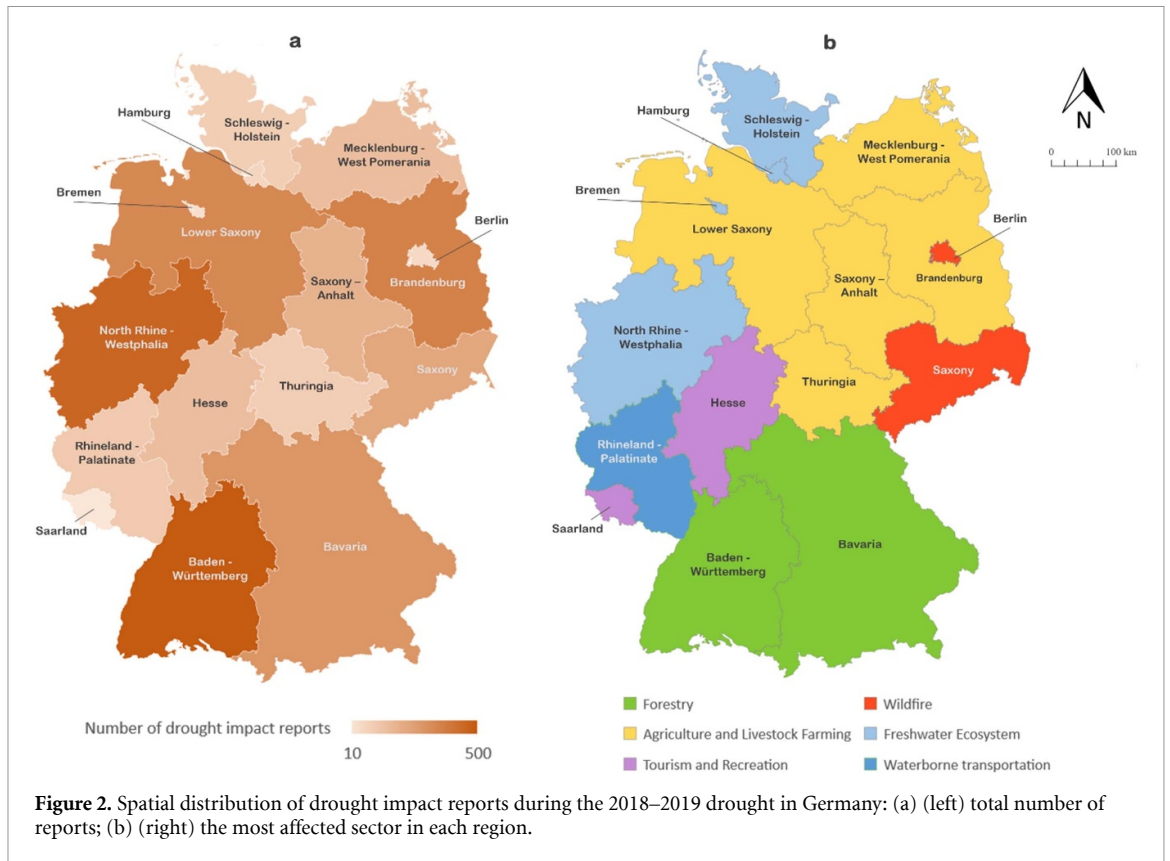 a
Hamburg
Schleswig -
Holstein
Mecklenburg -
West Pomerania
Bremen
Lower Saxony
Berlin
Saxony –
Anhalt
Brandenburg
North Rhine -
Westphalia
Saxony
Thuringia
Hesse
Rhineland -
Palatinate
Saarland
Bavaria
Baden -
Württemberg
Number of drought impact reports
10
500
b
Hamburg
Schleswig -
Holstein
Mecklenburg -
West Pomerania
N
0
100 km
Bremen
Lower Saxony
Berlin
Saxony –
Anhalt
Brandenburg
North Rhine -
Westphalia
Thuringia
Saxony
Hesse
Rhineland -
Palatinate
Saarland
Baden -
Württemberg
Bavaria
Forestry
Wildfire
Agriculture and Livestock Farming
Freshwater Ecosystem
Tourism and Recreation
Waterborne transportation
Figure 2. Spatial distribution of drought impact reports during the 2018–2019 drought in Germany: (a) (left) total number of
reports; (b) (right) the most affected sector in each region.